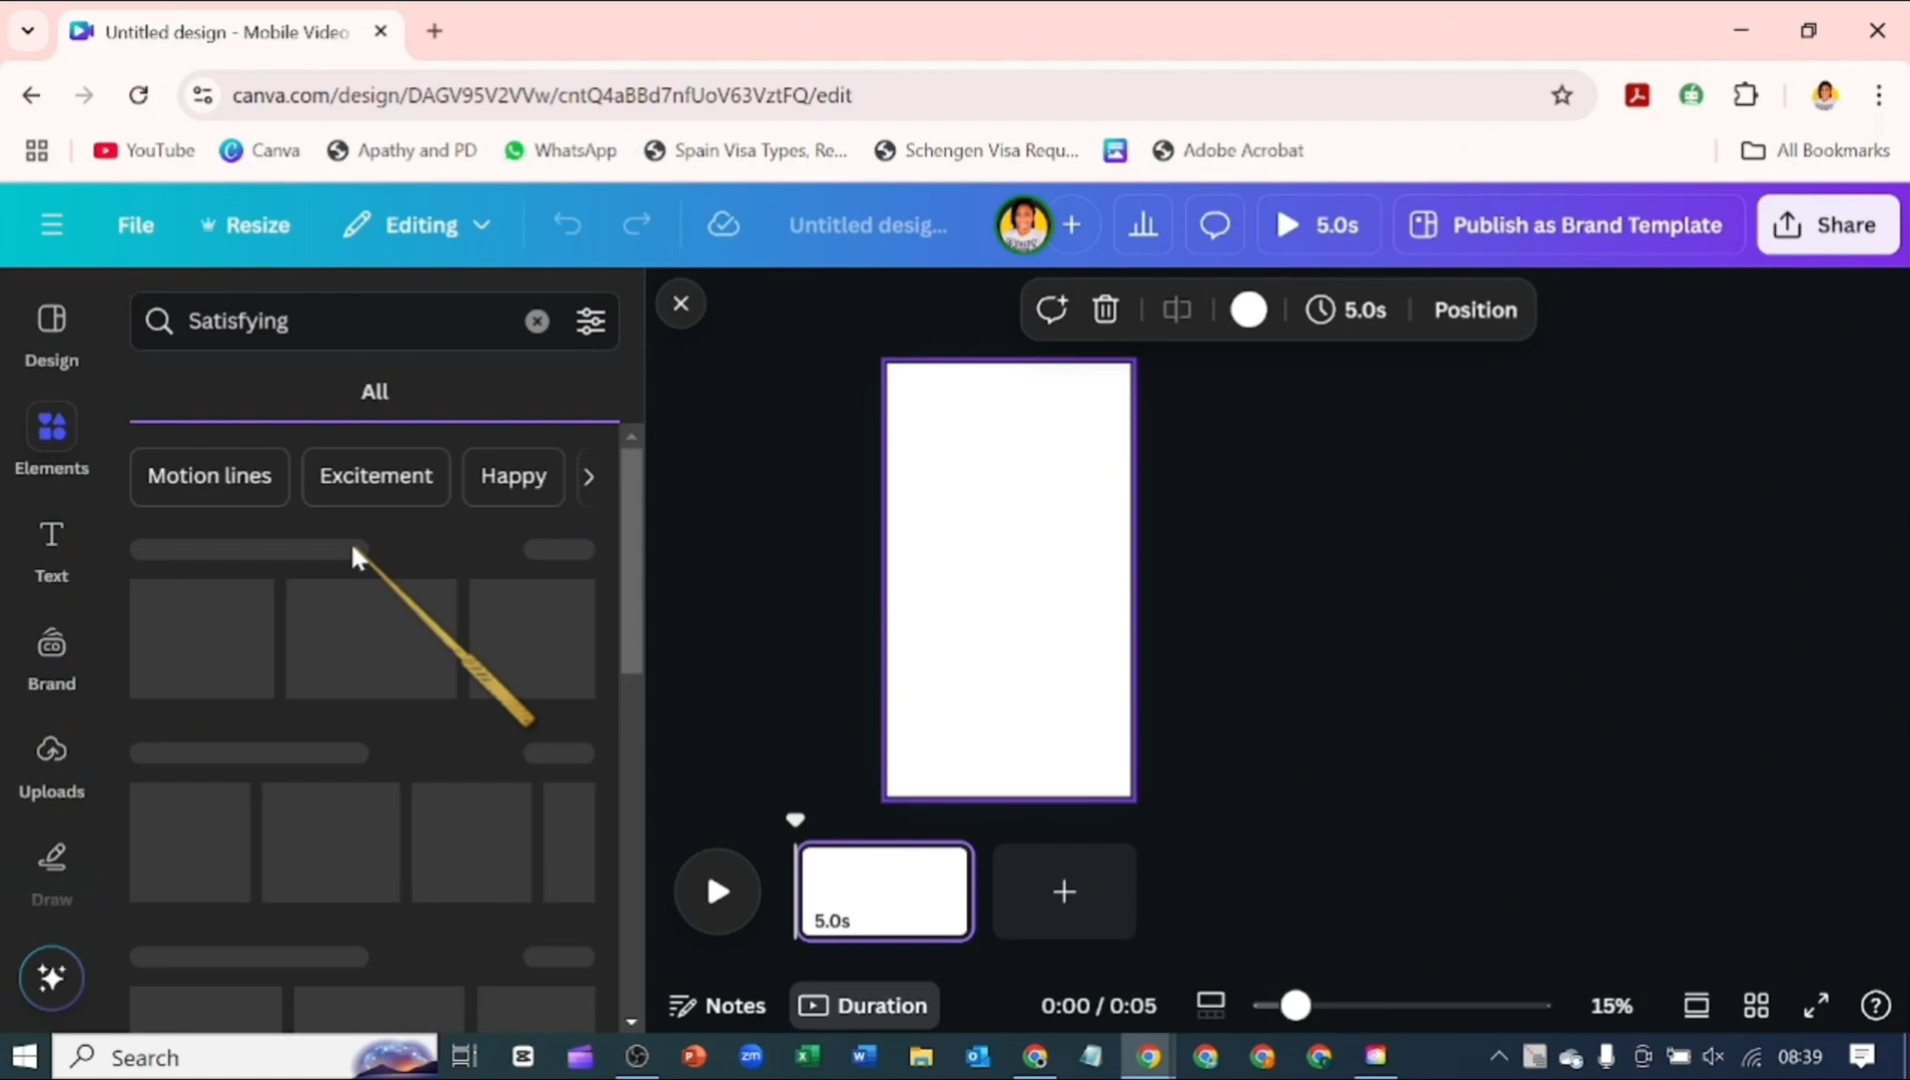 Untitled design - Mobile Video
canva.com/design/DAGV95V2VVw/cntQ4aBBd7nfUoV63VztFQ/edit
YouTube
Canva
Apathy and PD
WhatsApp
Spain Visa Types, Re...
Schengen Visa Requ...
Adobe Acrobat
All Bookmarks
File
Resize
Editing
Untitled desig...
5.0s
Publish as Brand Template
Share
Design
Elements
Text
Brand
Uploads
Draw
Satisfying
All
Motion lines
Excitement
Happy
5.0s
Position
5.0s
Notes
Duration
0:00 / 0:05
15%
Search
08:39